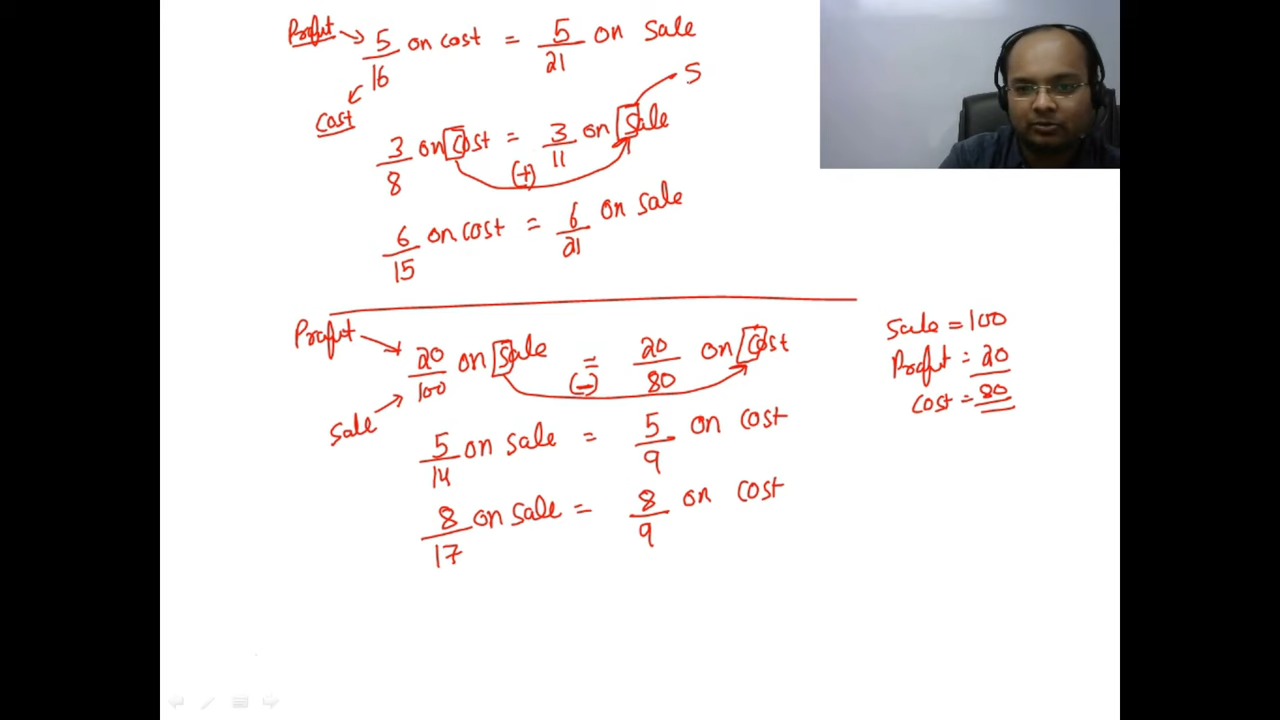 Profit
5/16 on cost = 5/21 on sale
Cost
S
3/8 on cost = 3/11 on sale
(+)
6/15 on cost = 6/21 on sale
Profit
20/100 on sale = 20/80 on cost
(-)
Sale
5/14 on sale = 5/9 on cost
8/17 on sale = 8/9 on cost
Sale = 100
Profit = 20
Cost = 80